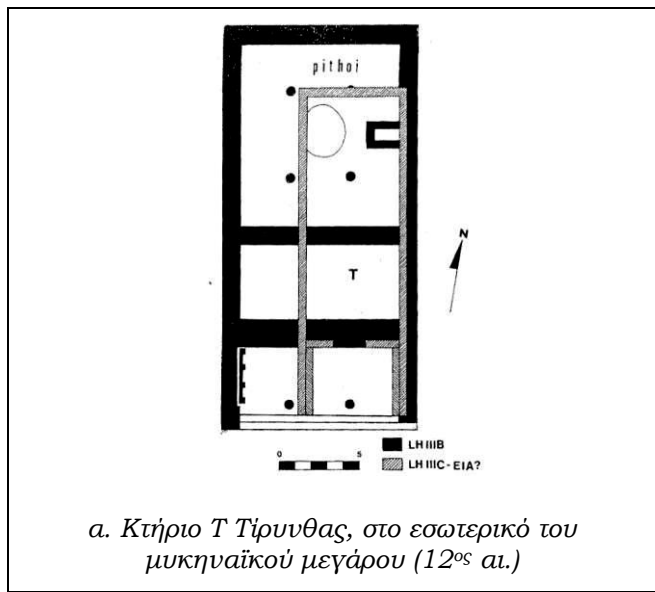 pithoi
N
T
0 5
LH IIIB
LH IIIC-EIA?
α. Κτήριο Τ Τίρυνθας, στο εσωτερικό του
μυκηναϊκού μεγάρου (12ος αι.)